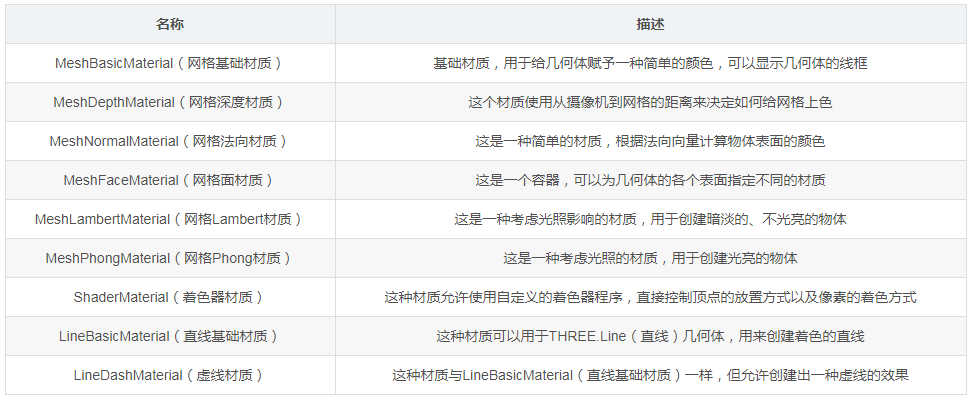 名称 描述
MeshBasicMaterial（网格基础材质） 基础材质，用于给几何体赋予一种简单的颜色，可以显示几何体的线框
MeshDepthMaterial（网格深度材质） 这个材质使用从摄像机到网格的距离来决定如何给网格上色
MeshNormalMaterial（网格法向材质） 这是一种简单的材质，根据法向向量计算物体表面的颜色
MeshFaceMaterial（网格面材质） 这是一个容器，可以为几何体的各个表面指定不同的材质
MeshLambertMaterial（网格Lambert材质） 这是一种考虑光照影响的材质，用于创建暗淡的、不光亮的物体
MeshPhongMaterial（网格Phong材质） 这是一种考虑光照的材质，用于创建光亮的物体
ShaderMaterial（着色器材质） 这种材质允许使用自定义的着色器程序，直接控制顶点的放置方式以及像素的着色方式
LineBasicMaterial（直线基础材质） 这种材质可以用于THREE.Line（直线）几何体，用来创建着色的直线
LineDashMaterial（虚线材质） 这种材质与LineBasicMaterial（直线基础材质）一样，但允许创建出一种虚线的效果